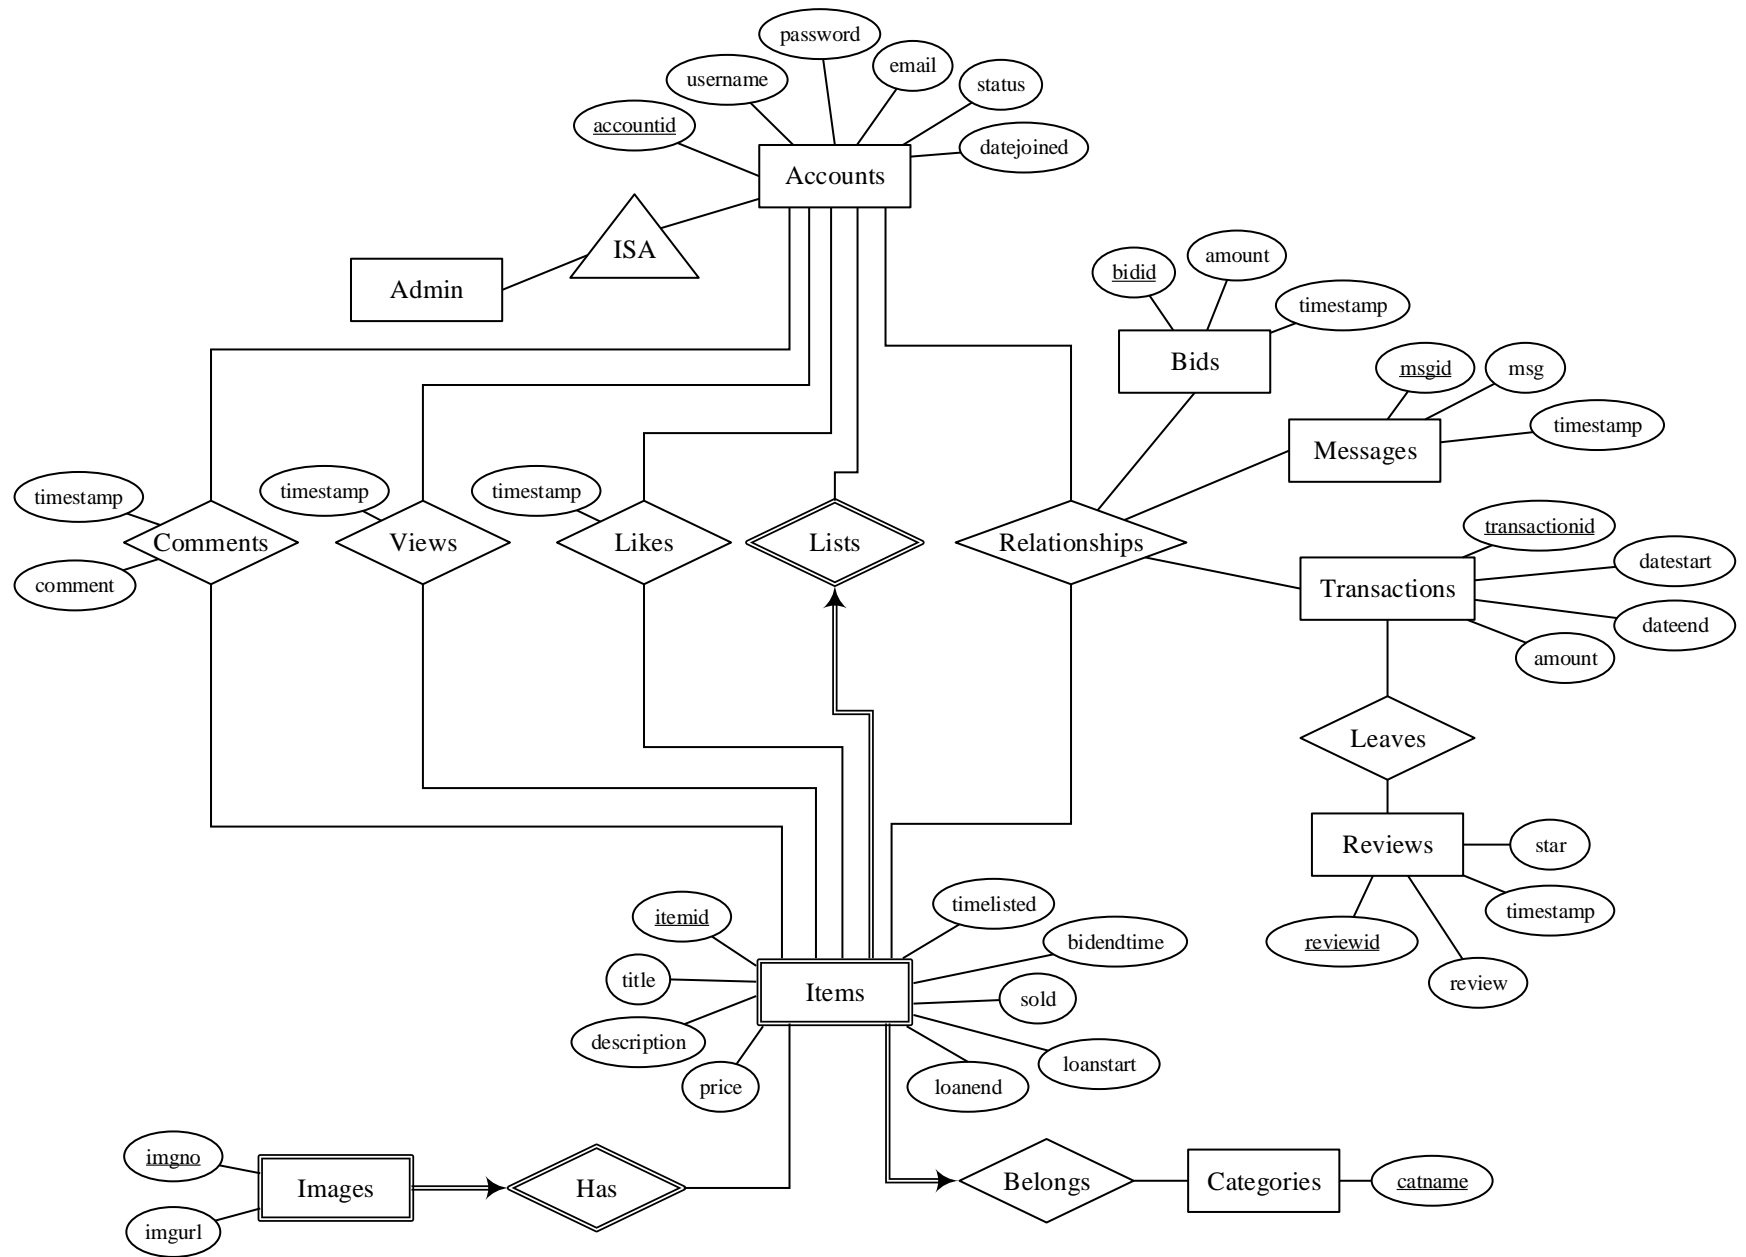 password
email
username
status
accountid
datejoined
Accounts
ISA
Admin
bidid
amount
timestamp
Bids
msgid
msg
timestamp
Messages
timestamp
timestamp
timestamp
Comments
Views
Likes
Lists
Relationships
comment
transactionid
datestart
Transactions
dateend
amount
Leaves
Reviews
star
timestamp
reviewid
review
itemid
timelisted
bidendtime
title
Items
sold
description
loanstart
price
loanend
imgno
Images
Has
imgurl
Belongs
Categories
catname